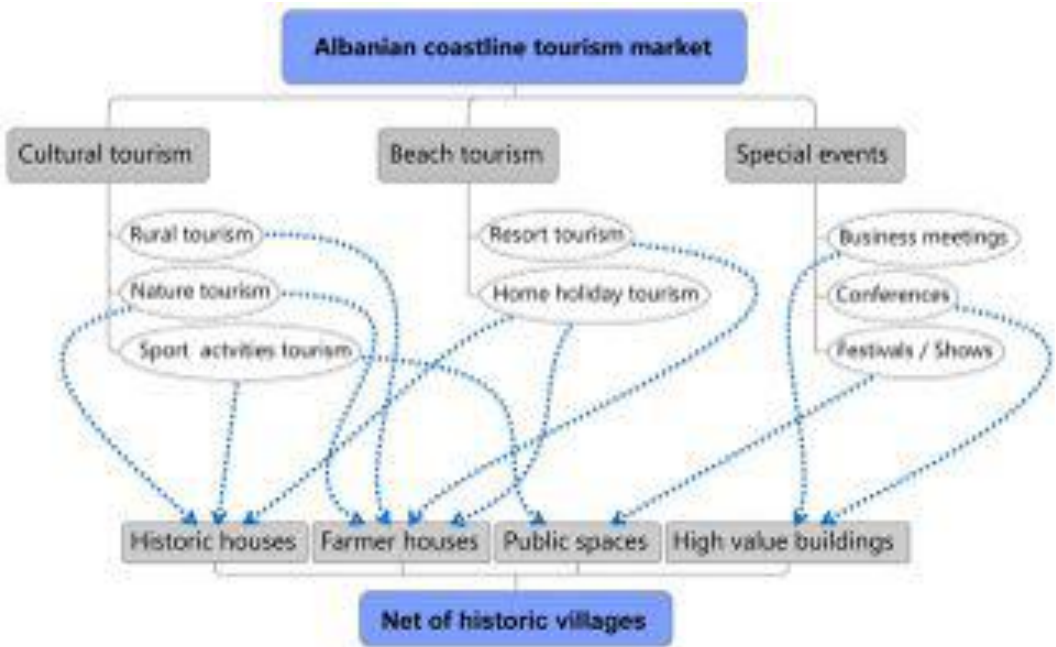 Albanian coastline tourism market
Cultural tourism
Beach tourism
Special events
Rural tourism
Resort tourism
Business meetings
Nature tourism
Home holiday tourism
Conferences
Sport actvities tourism
Festivals / Shows
Historic houses
Farmer houses
Public spaces
High value buildings
Net of historic villages